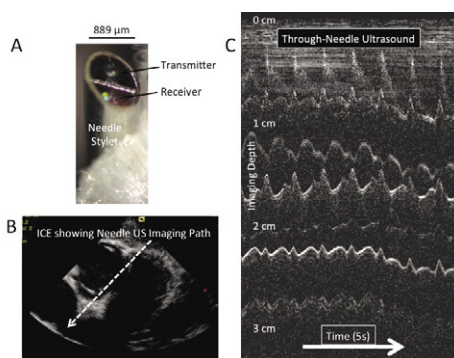 A
889 µm
Transmitter
Receiver
Needle
Stylet
B
ICE showing Needle US Imaging Path
C
0 cm
Through-Needle Ultrasound
1 cm
Imaging Depth
2 cm
3 cm
Time (5s)